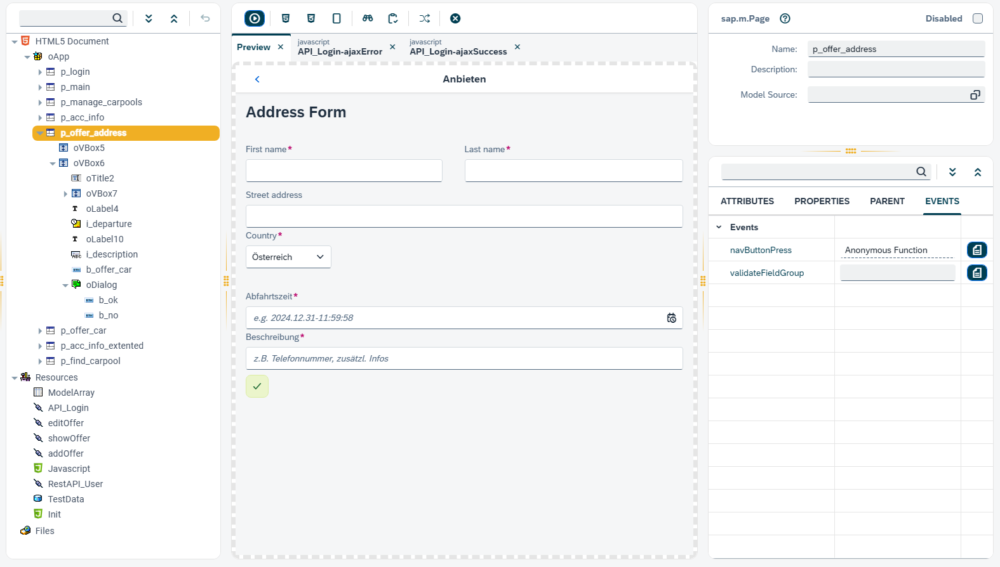 HTML5 Document
oApp
p_login
p_main
p_manage_carpools
p_acc_info
p_offer_address
oVBox5
oVBox6
oTitle2
oVBox7
oLabel4
i_departure
oLabel10
i_description
b_offer_car
oDialog
b_ok
b_no
p_offer_car
p_acc_info_extented
p_find_carpool
Resources
ModelArray
API_Login
editOffer
showOffer
addOffer
Javascript
RestAPI_User
TestData
Init
Files
Preview
javascript
API_Login-ajaxError
javascript
API_Login-ajaxSuccess
Anbieten
Address Form
First name* Last name*
Street address
Country*
Österreich
Abfahrtszeit*
e.g. 2024.12.31-11:59:58
Beschreibung*
z.B. Telefonnummer, zusätzl. Infos
sap.m.Page Disabled
Name: p_offer_address
Description:
Model Source:
ATTRIBUTES PROPERTIES PARENT EVENTS
Events
navButtonPress Anonymous Function
validateFieldGroup